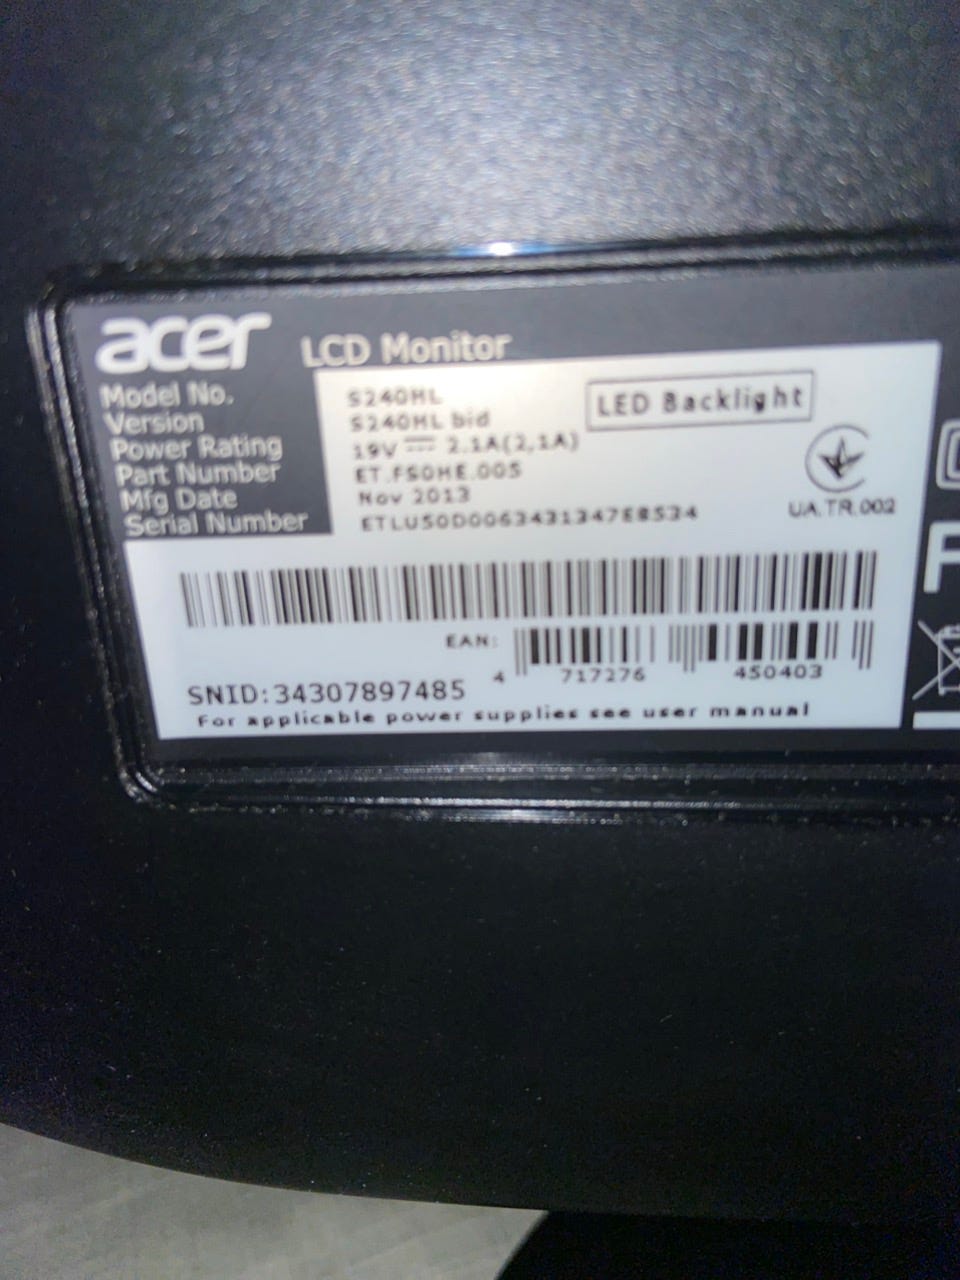 acer LCD Monitor
Model No. S240HL
Version S240HL bid
Power Rating 19V ⎓ 2.1A(2,1A)
Part Number ET.FS0HE.005
Mfg Date Nov 2013
Serial Number ETLUS0D0063431347E8534
LED Backlight
UA.TR.002
EAN:
4 717276 450403
SNID:34307897485
For applicable power supplies see user manual